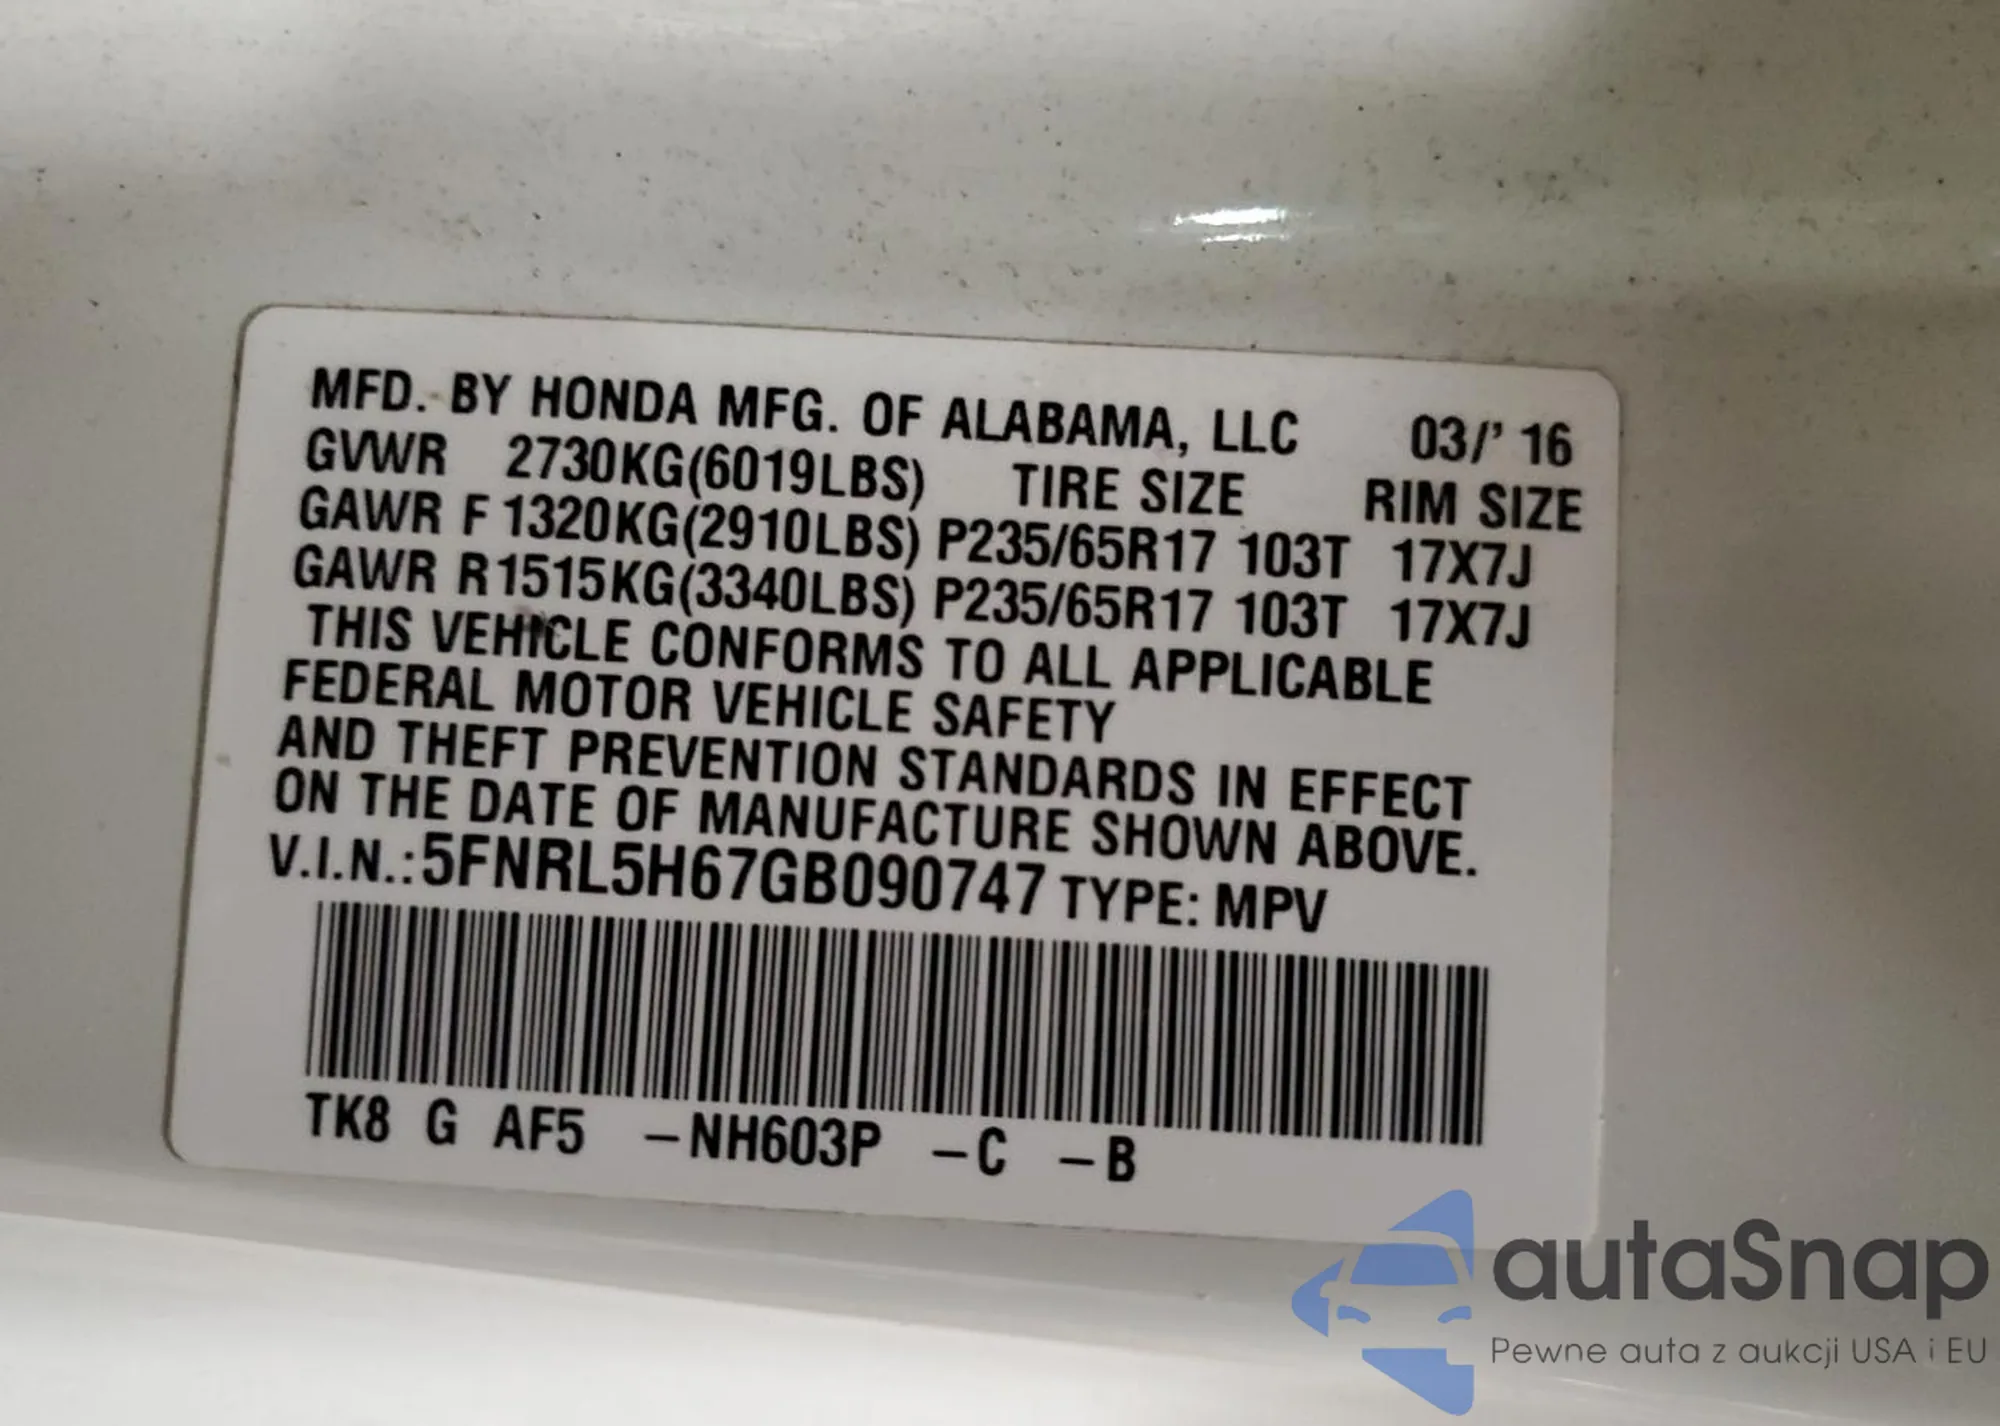 MFD. BY HONDA MFG. OF ALABAMA, LLC 03/' 16
GVWR 2730KG(6019LBS) TIRE SIZE RIM SIZE
GAWR F 1320KG(2910LBS) P235/65R17 103T 17X7J
GAWR R1515KG(3340LBS) P235/65R17 103T 17X7J
THIS VEHICLE CONFORMS TO ALL APPLICABLE
FEDERAL MOTOR VEHICLE SAFETY
AND THEFT PREVENTION STANDARDS IN EFFECT
ON THE DATE OF MANUFACTURE SHOWN ABOVE.
V.I.N.:5FNRL5H67GB090747 TYPE: MPV
TK8 G AF5 –NH603P –C –B
autaSnap
Pewne auta z aukcji USA i EU